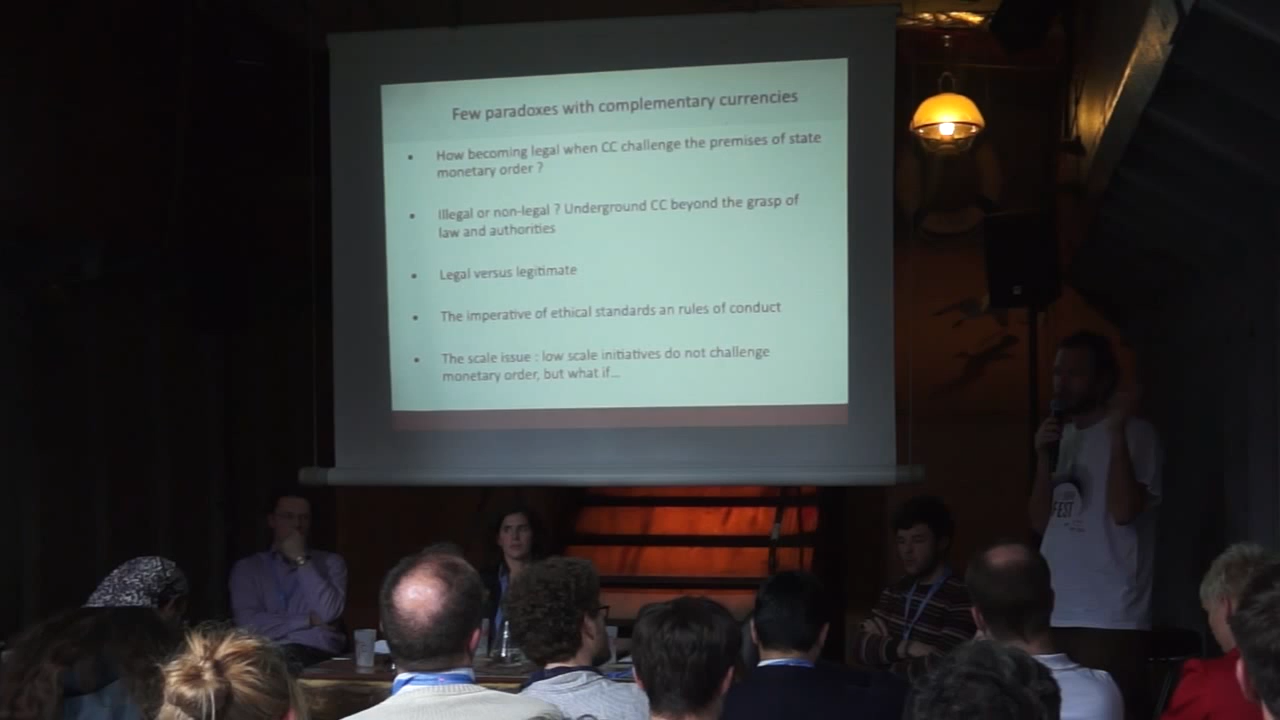 Few paradoxes with complementary currencies
• How becoming legal when CC challenge the premises of state
monetary order ?
• Illegal or non-legal ? Underground CC beyond the grasp of
law and authorities
• Legal versus legitimate
• The imperative of ethical standards an rules of conduct
• The scale issue : low scale initiatives do not challenge
monetary order, but what if...
FEST